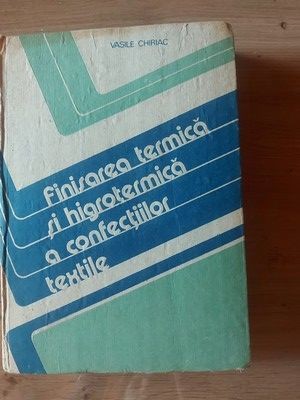 VASILE CHIRIAC
finisarea termică
și higrotermică
a confecțiilor
textile